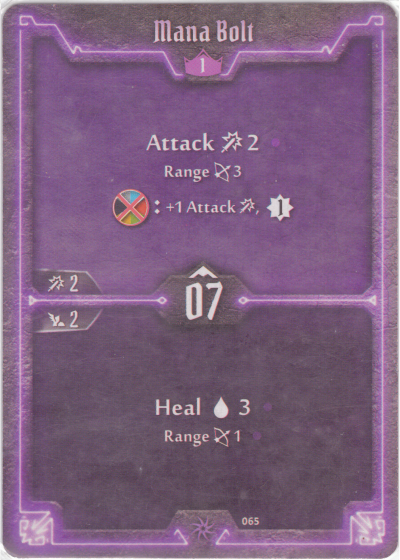 Mana Bolt
1
Attack 2
Range 3
: +1 Attack , 1
2
07
2
Heal 3
Range 1
065